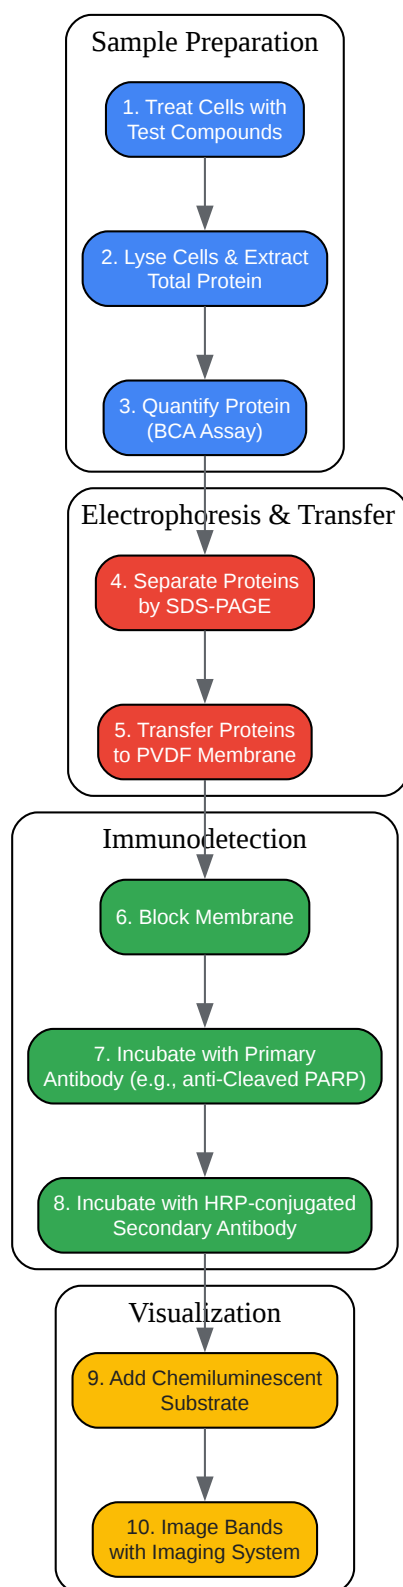 Sample Preparation
1. Treat Cells with
Test Compounds
2. Lyse Cells & Extract
Total Protein
3. Quantify Protein
(BCA Assay)
Electrophoresis & Transfer
4. Separate Proteins
by SDS-PAGE
5. Transfer Proteins
to PVDF Membrane
Immunodetection
6. Block Membrane
7. Incubate with Primary
Antibody (e.g., anti-Cleaved PARP)
8. Incubate with HRP-conjugated
Secondary Antibody
Visualization
9. Add Chemiluminescent
Substrate
10. Image Bands
with Imaging System